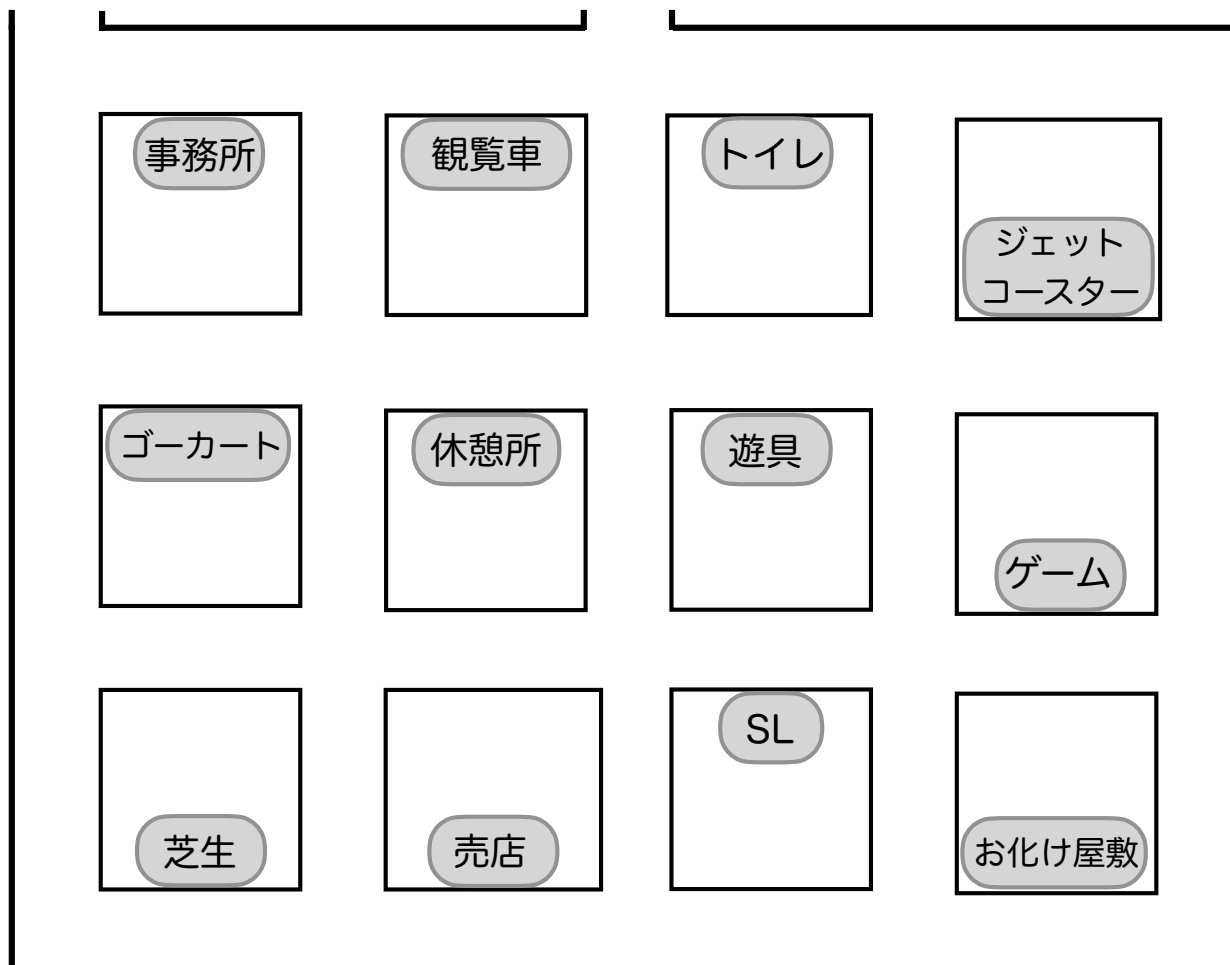 事務所
観覧車
トイレ
ジェット
コースター
ゴーカート
休憩所
遊具
ゲーム
芝生
売店
SL
お化け屋敷